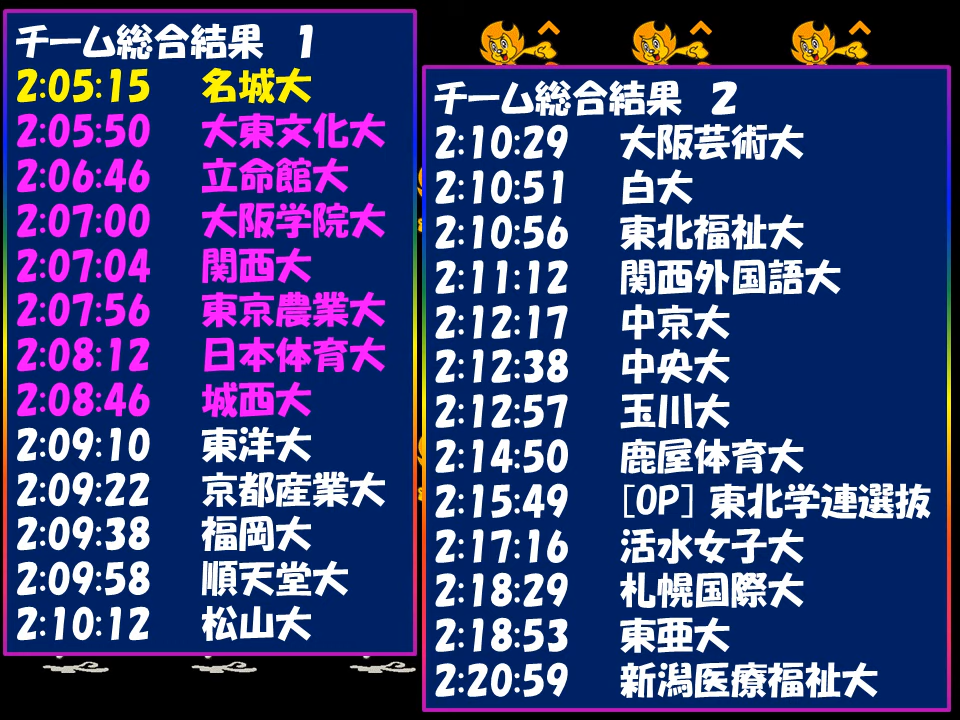 チーム総合結果　1
2:05:15　名城大
2:05:50　大東文化大
2:06:46　立命館大
2:07:00　大阪学院大
2:07:04　関西大
2:07:56　東京農業大
2:08:12　日本体育大
2:08:46　城西大
2:09:10　東洋大
2:09:22　京都産業大
2:09:38　福岡大
2:09:58　順天堂大
2:10:12　松山大
チーム総合結果　2
2:10:29　大阪芸術大
2:10:51　白大
2:10:56　東北福祉大
2:11:12　関西外国語大
2:12:17　中京大
2:12:38　中央大
2:12:57　玉川大
2:14:50　鹿屋体育大
2:15:49　[OP] 東北学連選抜
2:17:16　活水女子大
2:18:29　札幌国際大
2:18:53　東亜大
2:20:59　新潟医療福祉大